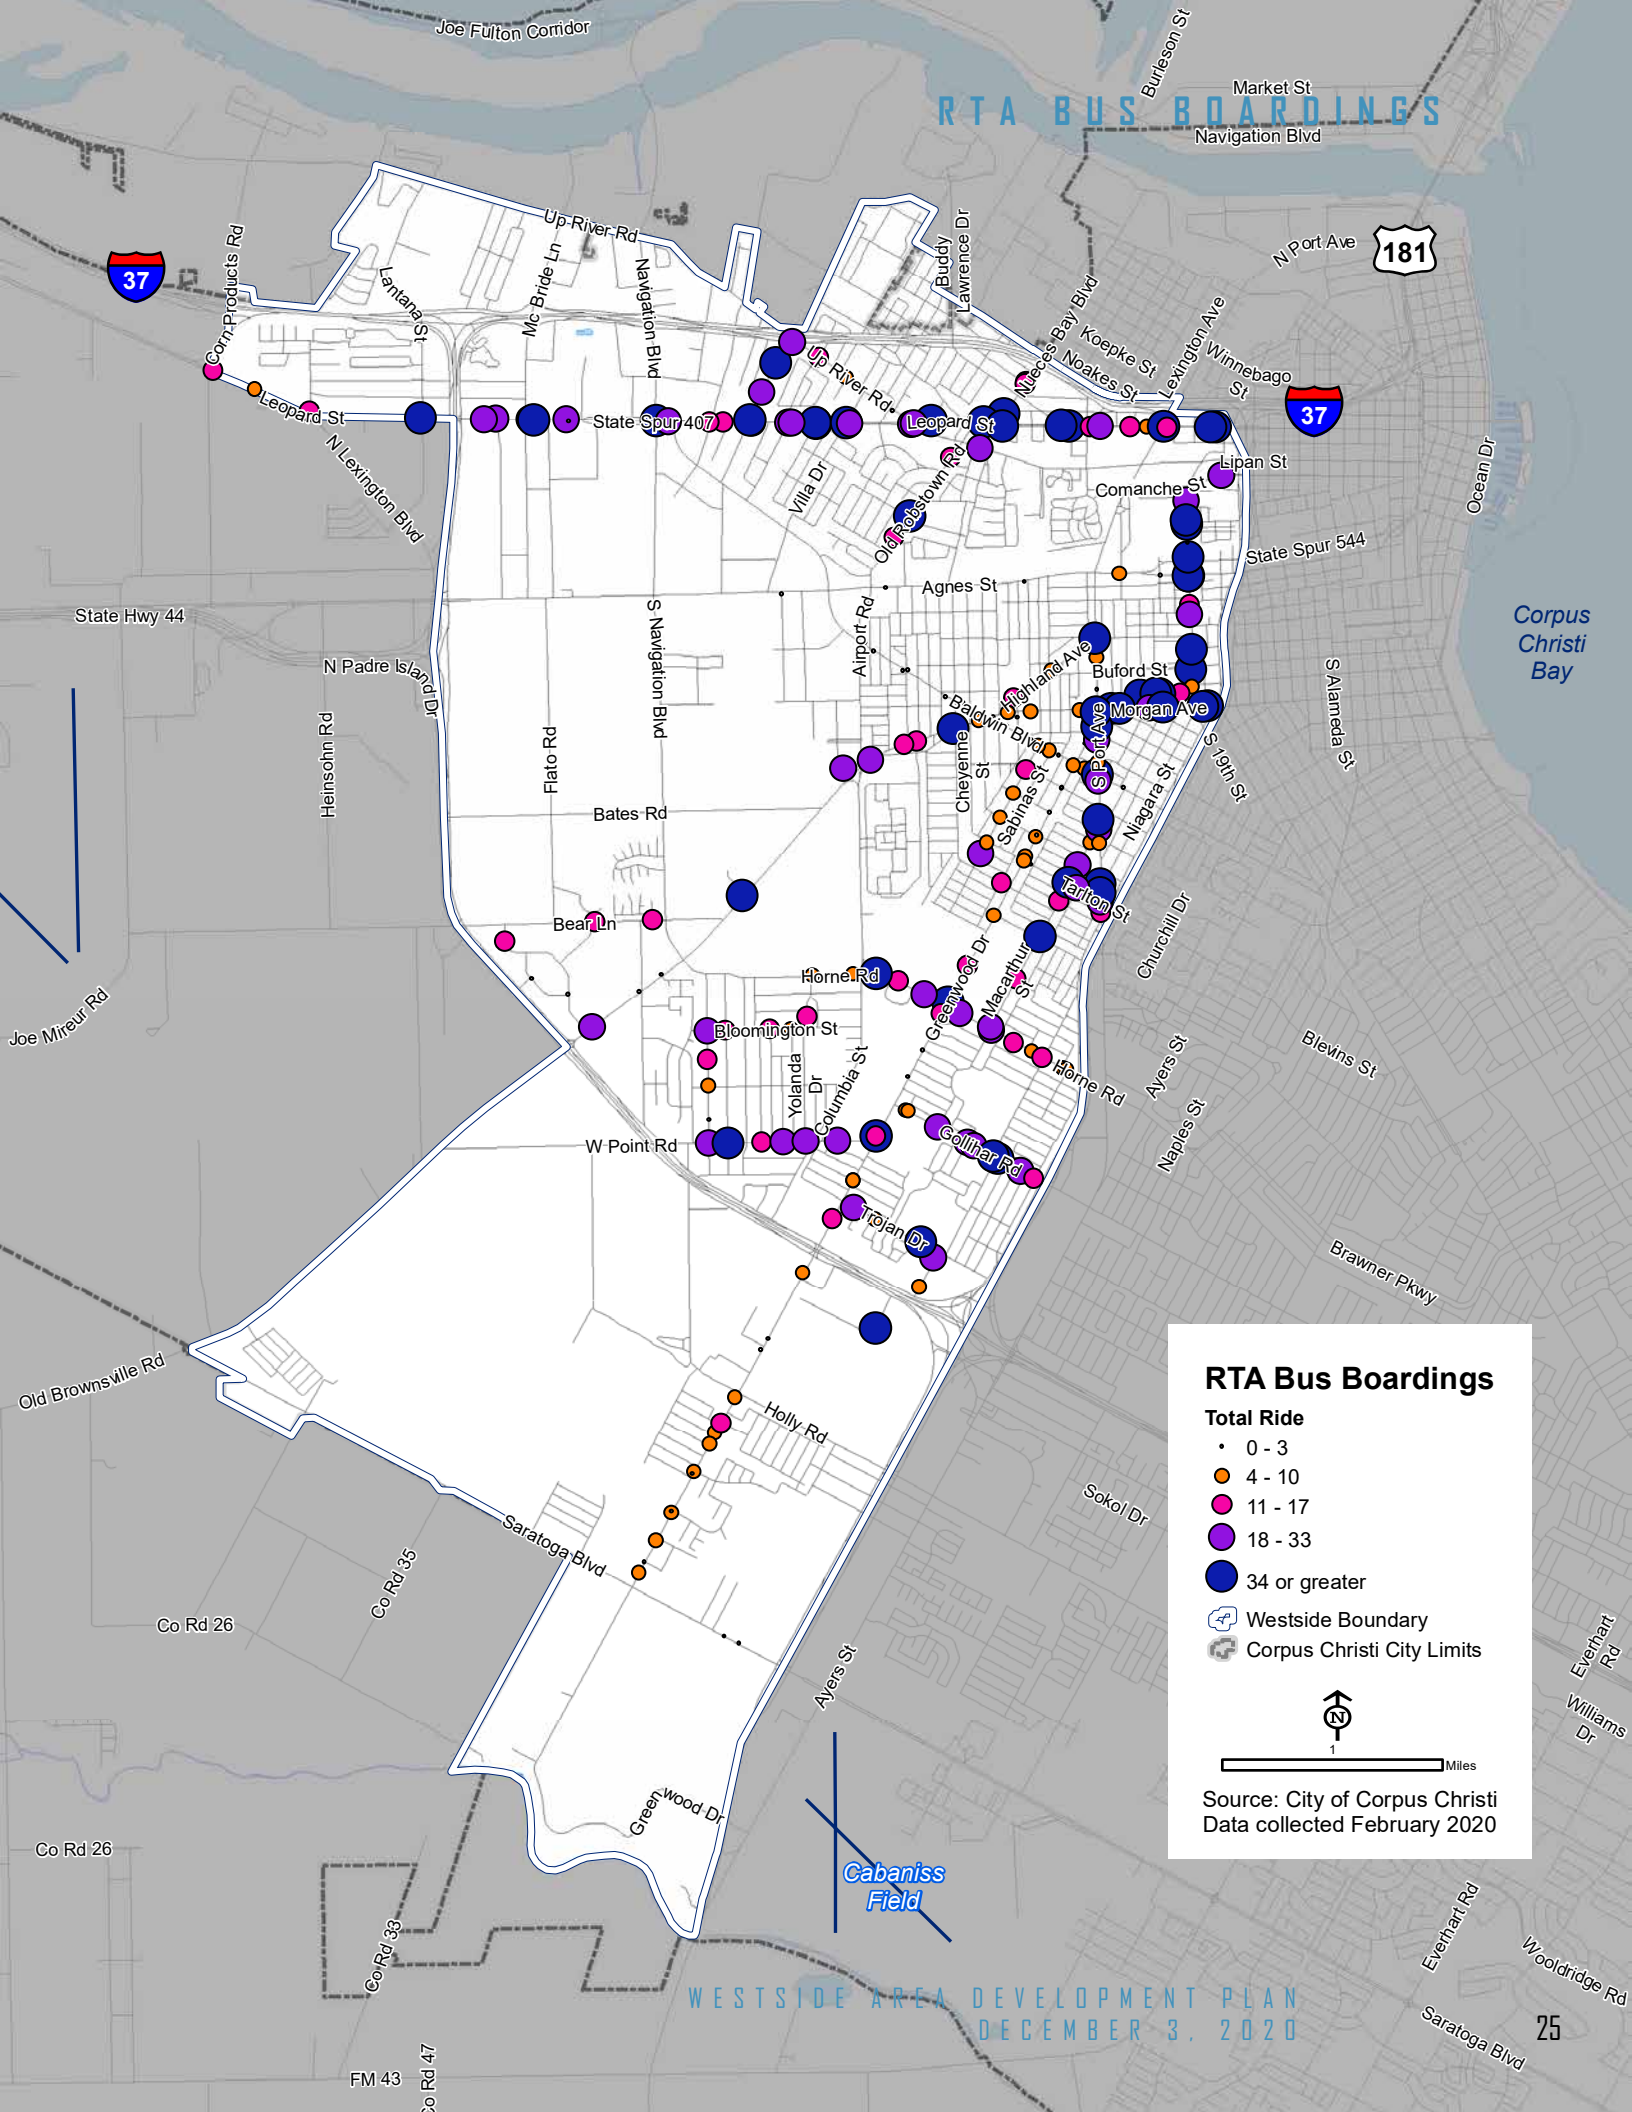 Joe Fulton Corridor
Burleson St
Market St
RTA BUS BOARDINGS
Navigation Blvd
N Port Ave
181
Up River Rd
Buddy
Lawrence Dr
Corn Products Rd
37
Lantana St
Mc Bride Ln
Navigation Blvd
Nueces Bay Blvd
Koepke St
Noakes St
Lexington Ave
Winnebago
St
37
Up River Rd
Leopard St
State Spur 407
Leopard St
N Lexington Blvd
Villa Dr
Old Robstown Rd
Lipan St
Comanche St
Ocean Dr
State Spur 544
Agnes St
State Hwy 44
Airport Rd
S Navigation Blvd
Corpus
Christi
Bay
N Padre Island Dr
Highland Ave
Buford St
S Alameda St
Morgan Ave
Baldwin Blvd
S Port Ave
Heinsohn Rd
Flato Rd
Cheyenne
St
Sabinas St
S 19th St
Niagara St
Bates Rd
Tarlton St
Bear Ln
Churchill Dr
Horne Rd
Greenwood Dr
Macarthur
St
Joe Mireur Rd
Bloomington St
Yolanda
Dr
Columbia St
Horne Rd
Ayers St
Blevins St
Naples St
W Point Rd
Gollihar Rd
Trojan Dr
Brawner Pkwy
Old Brownsville Rd
Holly Rd
RTA Bus Boardings
Total Ride
0 - 3
4 - 10
11 - 17
18 - 33
34 or greater
Westside Boundary
Corpus Christi City Limits
N
1
Miles
Source: City of Corpus Christi
Data collected February 2020
Sokol Dr
Saratoga Blvd
Co Rd 35
Co Rd 26
Ayers St
Everhart
Rd
Williams
Dr
Greenwood Dr
Co Rd 26
Cabaniss
Field
Everhart Rd
Wooldridge Rd
Co Rd 33
WESTSIDE AREA DEVELOPMENT PLAN
DECEMBER 3, 2020
25
Saratoga Blvd
FM 43
Co Rd 47